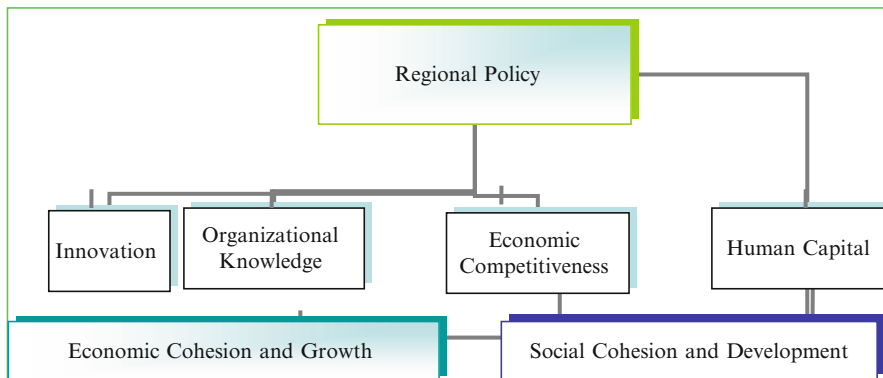 Regional Policy
Innovation
Organizational
Knowledge
Economic
Competitiveness
Human Capital
Economic Cohesion and Growth
Social Cohesion and Development